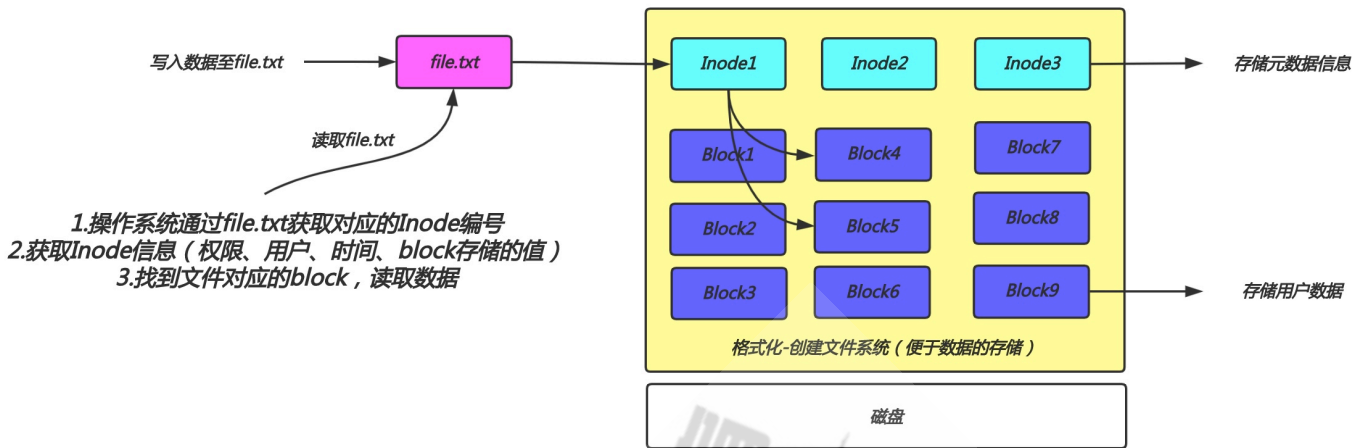 写入数据至file.txt
file.txt
Inode1
Inode2
Inode3
存储元数据信息
读取file.txt
Block1
Block4
Block7
1.操作系统通过file.txt获取对应的Inode编号
2.获取Inode信息（权限、用户、时间、block存储的值）
3.找到文件对应的block，读取数据
Block2
Block5
Block8
Block3
Block6
Block9
存储用户数据
格式化-创建文件系统（便于数据的存储）
磁盘